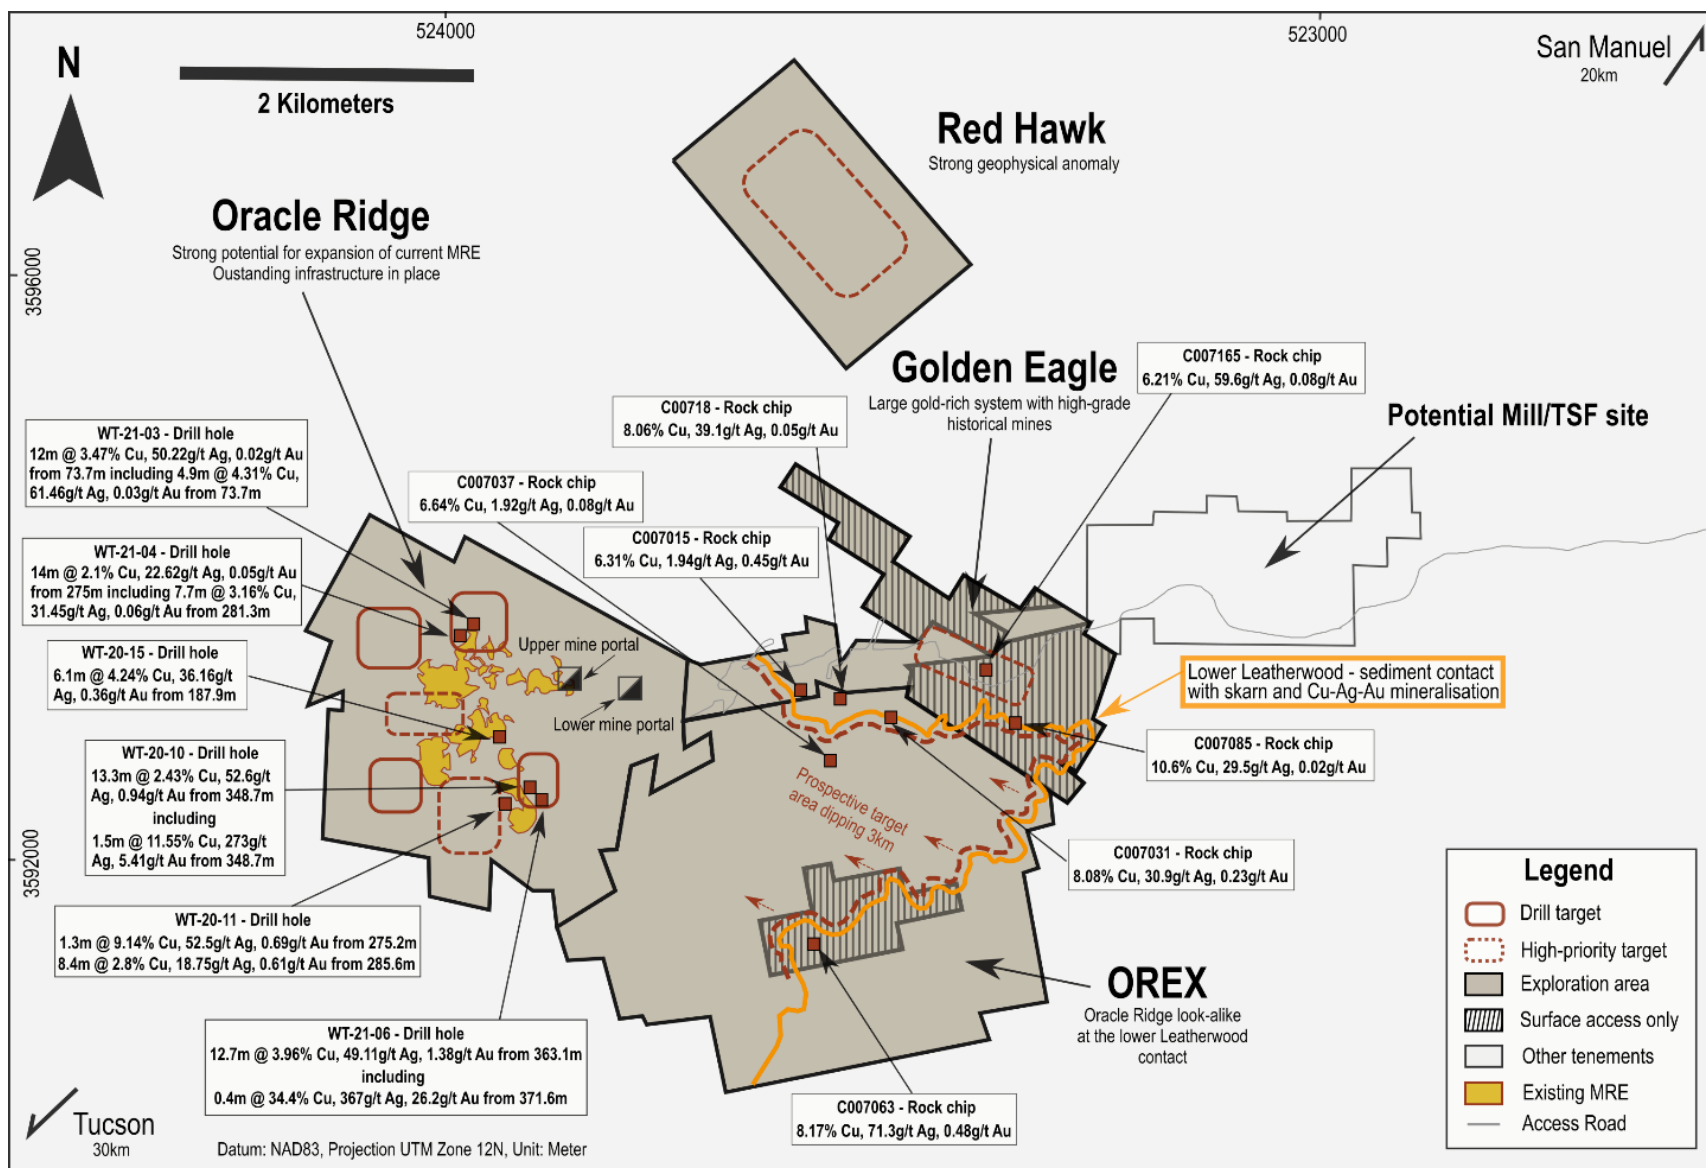 524000
523000
N
2 Kilometers
San Manuel
20km
Red Hawk
Strong geophysical anomaly
Oracle Ridge
Strong potential for expansion of current MRE
Oustanding infrastructure in place
3596000
Golden Eagle
Large gold-rich system with high-grade
historical mines
C007165 - Rock chip
6.21% Cu, 59.6g/t Ag, 0.08g/t Au
Potential Mill/TSF site
C00718 - Rock chip
8.06% Cu, 39.1g/t Ag, 0.05g/t Au
WT-21-03 - Drill hole
12m @ 3.47% Cu, 50.22g/t Ag, 0.02g/t Au
from 73.7m including 4.9m @ 4.31% Cu,
61.46g/t Ag, 0.03g/t Au from 73.7m
C007037 - Rock chip
6.64% Cu, 1.92g/t Ag, 0.08g/t Au
C007015 - Rock chip
6.31% Cu, 1.94g/t Ag, 0.45g/t Au
WT-21-04 - Drill hole
14m @ 2.1% Cu, 22.62g/t Ag, 0.05g/t Au
from 275m including 7.7m @ 3.16% Cu,
31.45g/t Ag, 0.06g/t Au from 281.3m
WT-20-15 - Drill hole
6.1m @ 4.24% Cu, 36.16g/t
Ag, 0.36g/t Au from 187.9m
Upper mine portal
Lower mine portal
Lower Leatherwood - sediment contact
with skarn and Cu-Ag-Au mineralisation
C007085 - Rock chip
10.6% Cu, 29.5g/t Ag, 0.02g/t Au
WT-20-10 - Drill hole
13.3m @ 2.43% Cu, 52.6g/t
Ag, 0.94g/t Au from 348.7m
including
1.5m @ 11.55% Cu, 273g/t
Ag, 5.41g/t Au from 348.7m
Prospective target
area dipping 3km
3592000
C007031 - Rock chip
8.08% Cu, 30.9g/t Ag, 0.23g/t Au
WT-20-11 - Drill hole
1.3m @ 9.14% Cu, 52.5g/t Ag, 0.69g/t Au from 275.2m
8.4m @ 2.8% Cu, 18.75g/t Ag, 0.61g/t Au from 285.6m
OREX
Oracle Ridge look-alike
at the lower Leatherwood
contact
WT-21-06 - Drill hole
12.7m @ 3.96% Cu, 49.11g/t Ag, 1.38g/t Au from 363.1m
including
0.4m @ 34.4% Cu, 367g/t Ag, 26.2g/t Au from 371.6m
C007063 - Rock chip
8.17% Cu, 71.3g/t Ag, 0.48g/t Au
Tucson
30km
Datum: NAD83, Projection UTM Zone 12N, Unit: Meter
Legend
Drill target
High-priority target
Exploration area
Surface access only
Other tenements
Existing MRE
Access Road